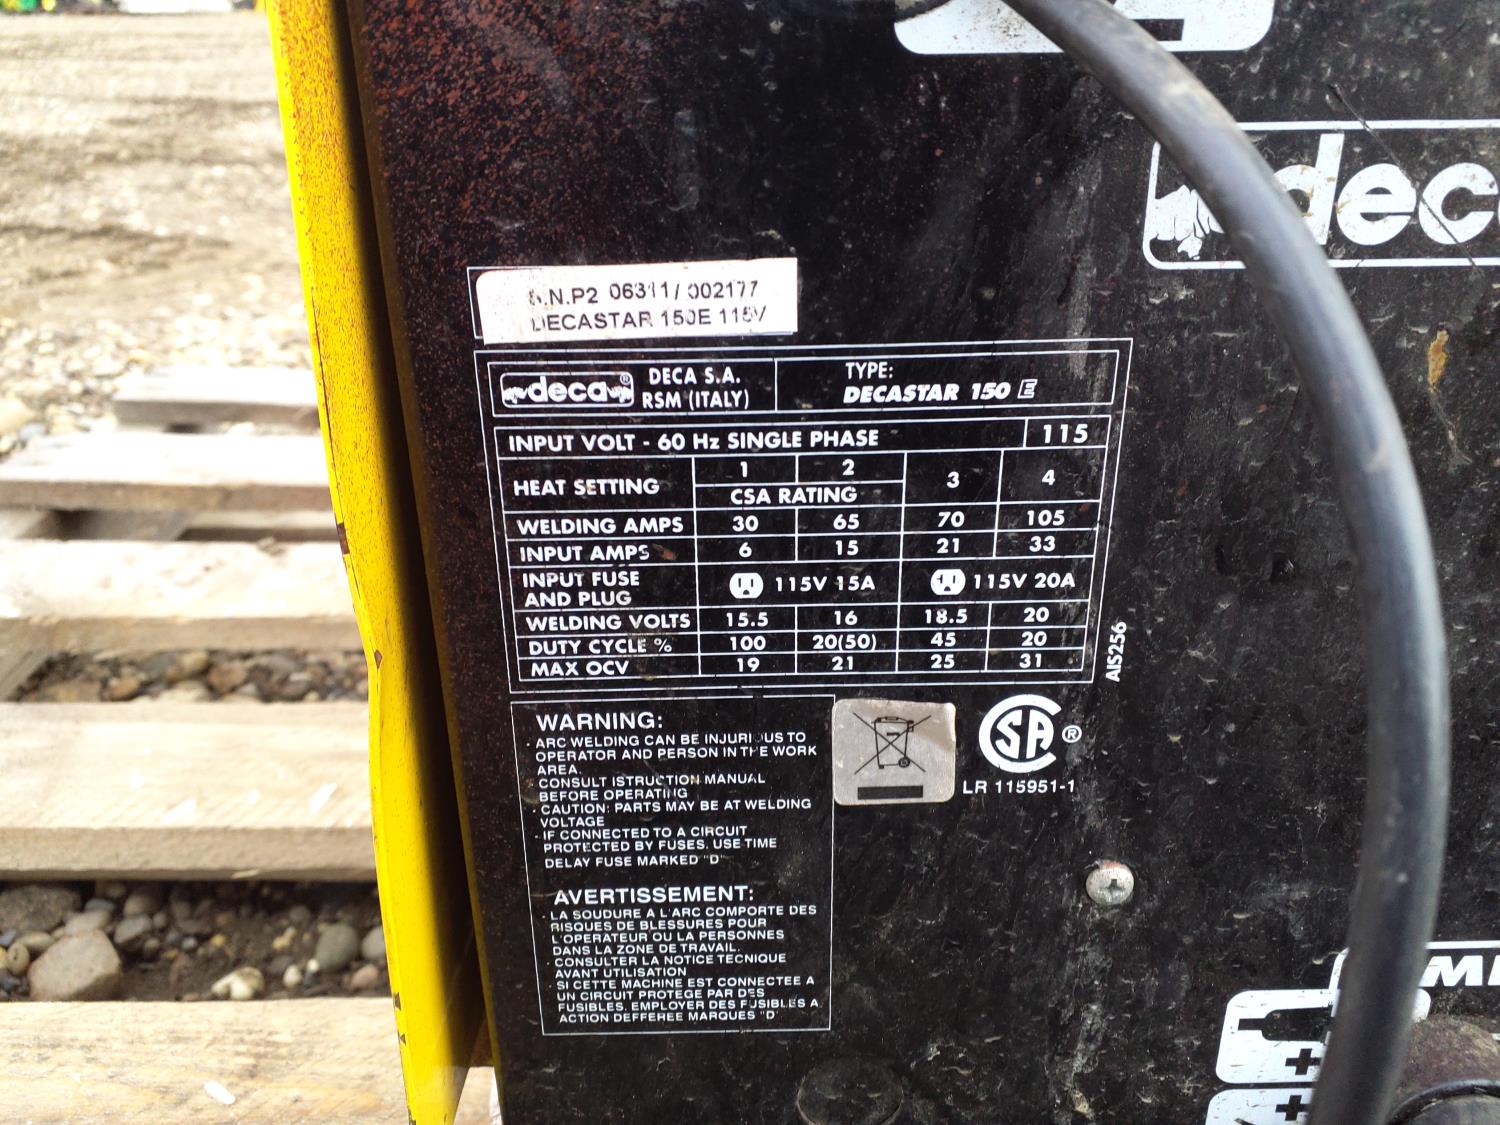 deca
S.N.P2 06311/002177
DECASTAR 150E 115V
deca® DECA S.A. TYPE:
RSM (ITALY) DECASTAR 150 E
INPUT VOLT - 60 Hz SINGLE PHASE 115
HEAT SETTING 1 2 3 4
CSA RATING
WELDING AMPS 30 65 70 105
INPUT AMPS 6 15 21 33
INPUT FUSE
AND PLUG 115V 15A 115V 20A
WELDING VOLTS 15.5 16 18.5 20
DUTY CYCLE % 100 20(50) 45 20
MAX OCV 19 21 25 31
AIS256
WARNING:
- ARC WELDING CAN BE INJURIOUS TO
OPERATOR AND PERSON IN THE WORK
AREA.
- CONSULT ISTRUCTION MANUAL
BEFORE OPERATING
- CAUTION: PARTS MAY BE AT WELDING
VOLTAGE
- IF CONNECTED TO A CIRCUIT
PROTECTED BY FUSES, USE TIME
DELAY FUSE MARKED "D"
AVERTISSEMENT:
- LA SOUDURE A L'ARC COMPORTE DES
RISQUES DE BLESSURES POUR
L'OPERATEUR OU LA PERSONNES
DANS LA ZONE DE TRAVAIL.
- CONSULTER LA NOTICE TECNIQUE
AVANT UTILISATION
- SI CETTE MACHINE EST CONNECTEE A
UN CIRCUIT PROTEGE PAR DES
FUSIBLES, EMPLOYER DES FUSIBLES A
ACTION DEFFEREE MARQUES "D"
SA ®
LR 115951-1
+
+